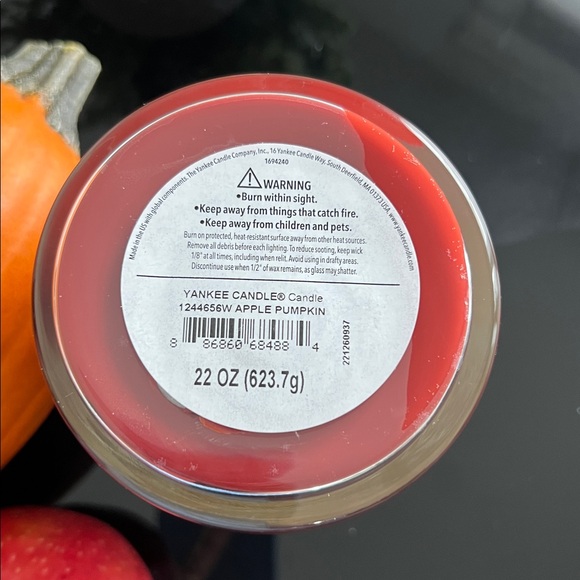 Made in the US with global components. The Yankee Candle Company, Inc., 16 Yankee Candle Way, South Deerfield, MA 01373 USA. www.yankeecandle.com
1694240
WARNING
•Burn within sight.
•Keep away from things that catch fire.
•Keep away from children and pets.
Burn on protected, heat resistant surface away from other heat sources.
Remove all debris before each lighting. To reduce sooting, keep wick
1/8" at all times, including when relit. Avoid using in drafty areas.
Discontinue use when 1/2" of wax remains, as glass may shatter.
YANKEE CANDLE® Candle
1244656W APPLE PUMPKIN
8 86860 68488 4
221260937
22 OZ (623.7g)